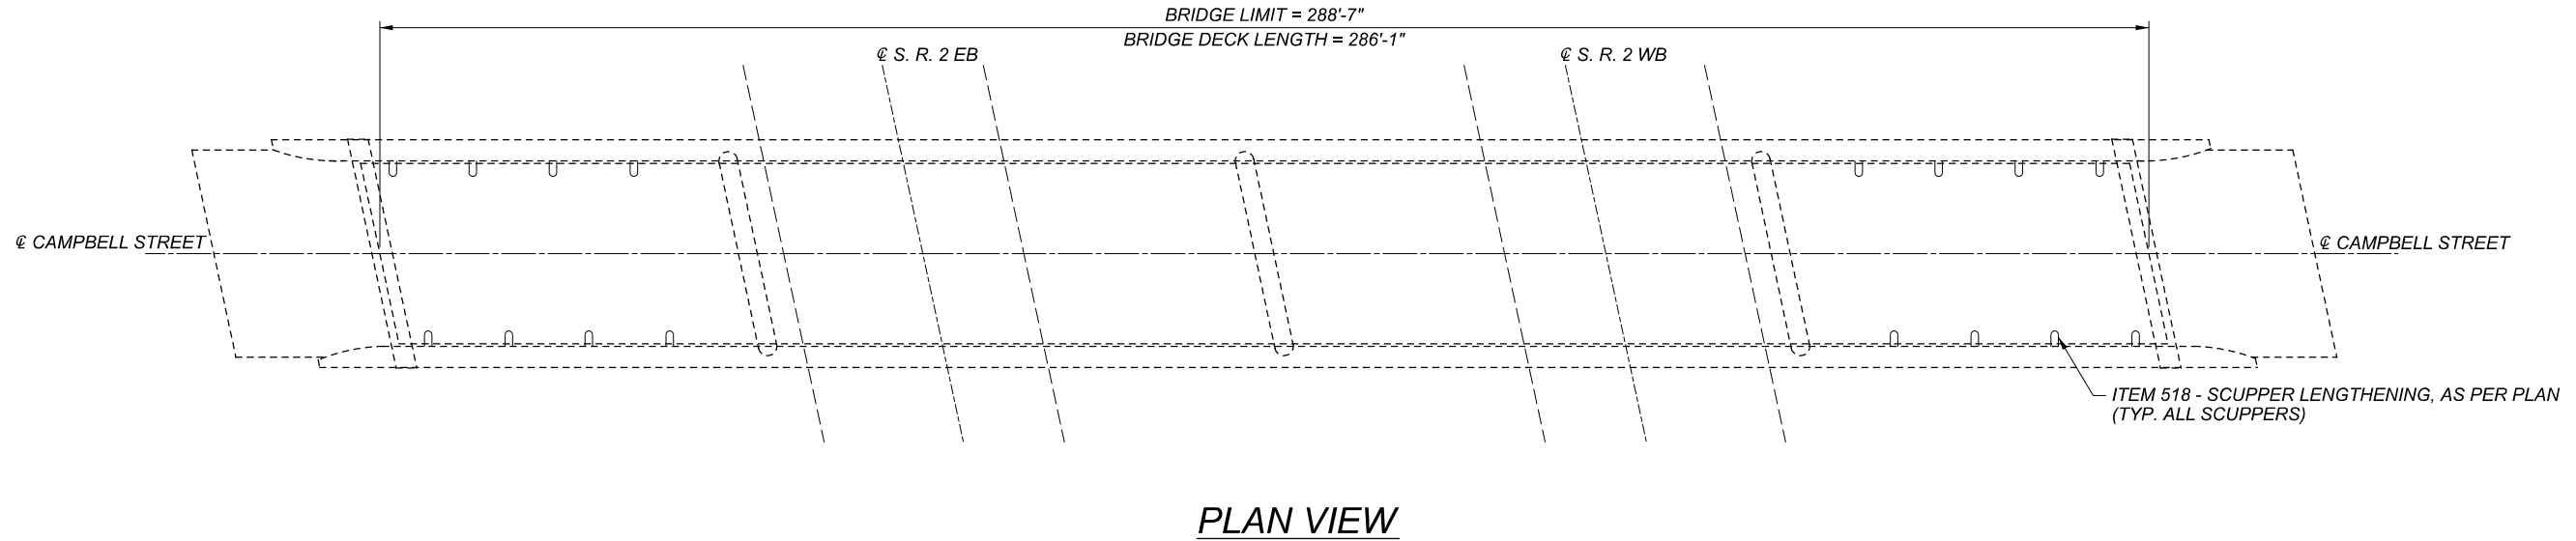 BRIDGE LIMIT = 288'-7"
BRIDGE DECK LENGTH = 286'-1"
℄ S. R. 2 EB
℄ S. R. 2 WB
℄ CAMPBELL STREET
℄ CAMPBELL STREET
ITEM 518 - SCUPPER LENGTHENING, AS PER PLAN
(TYP. ALL SCUPPERS)
PLAN VIEW